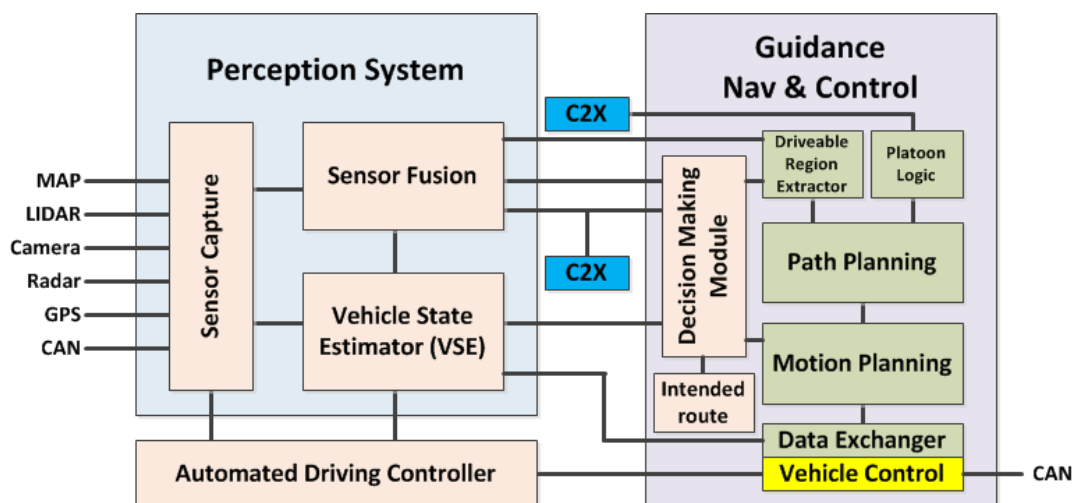 Perception System
Guidance
Nav & Control
C2X
MAP
LIDAR
Camera
Radar
GPS
CAN
Sensor Capture
Sensor Fusion
Vehicle State
Estimator (VSE)
C2X
Decision Making
Module
Driveable
Region
Extractor
Platoon
Logic
Path Planning
Motion Planning
Intended
route
Data Exchanger
Automated Driving Controller
Vehicle Control
CAN